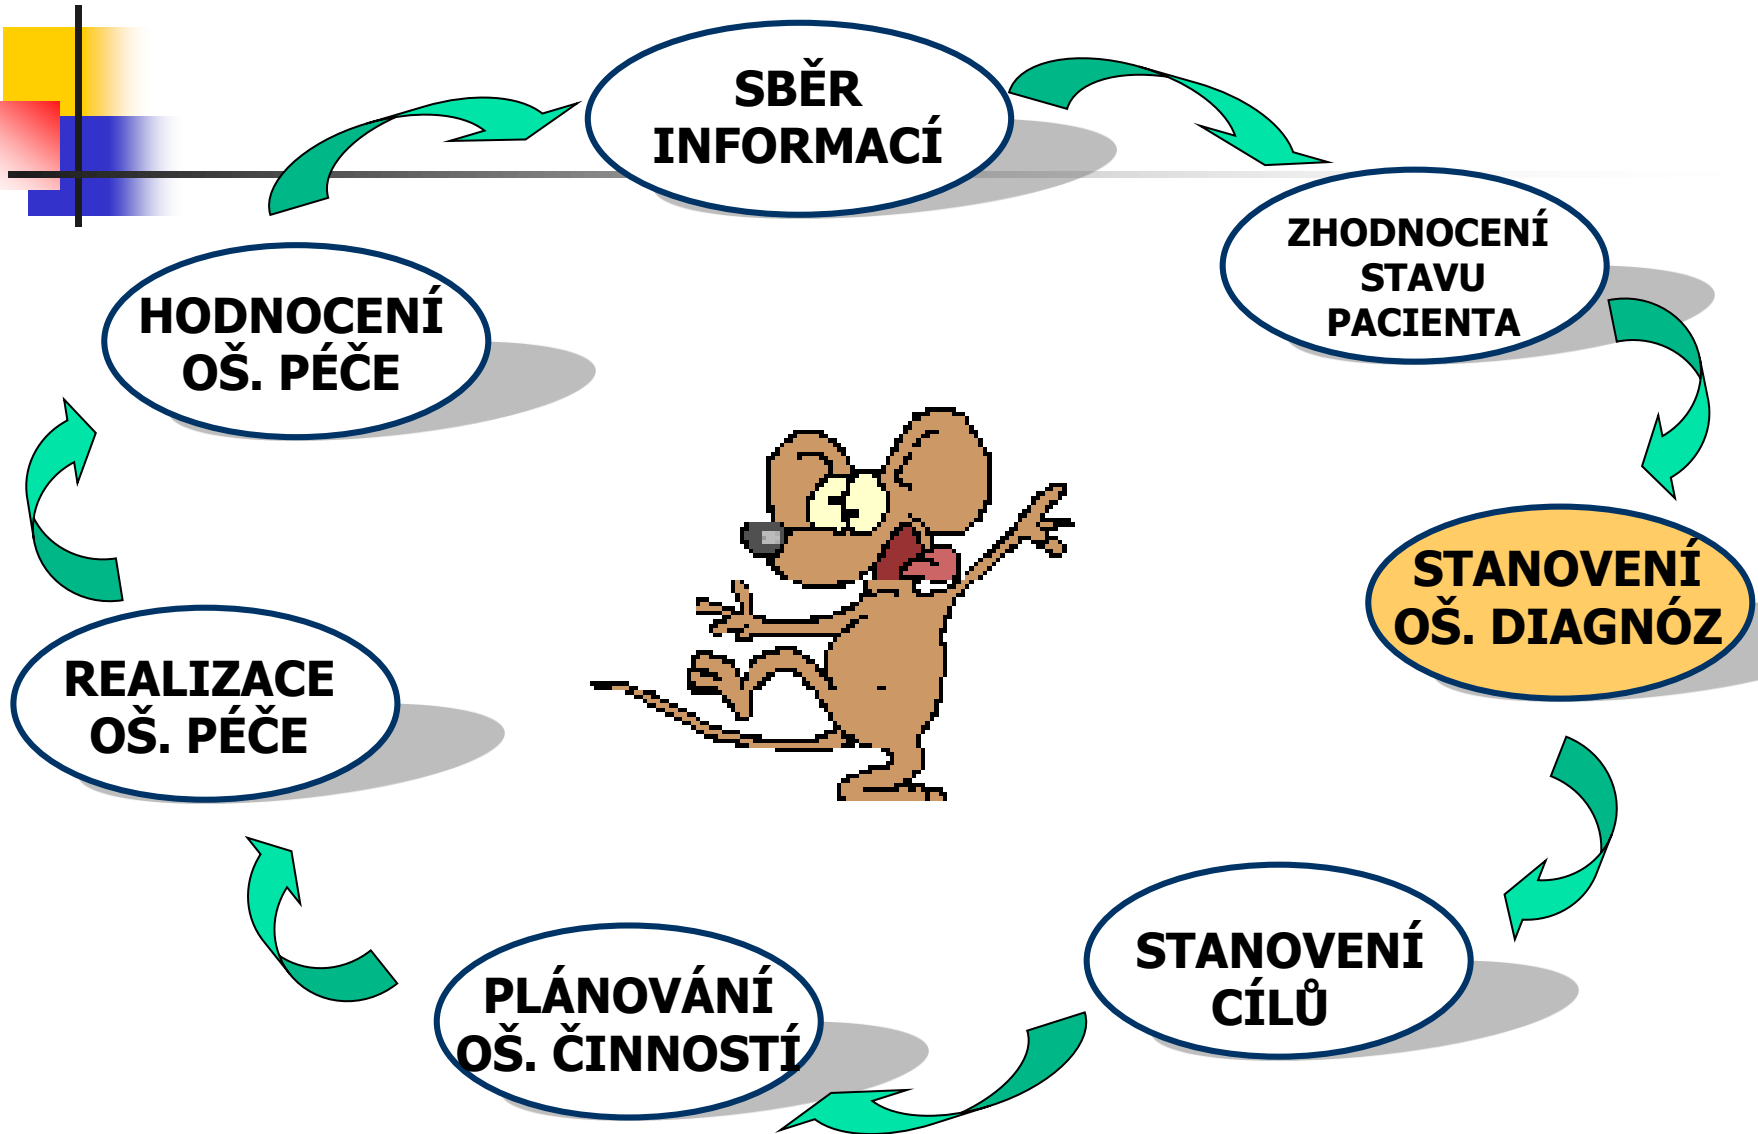 SBĚR
INFORMACÍ
ZHODNOCENÍ
STAVU
PACIENTA
STANOVENÍ
OŠ. DIAGNÓZ
STANOVENÍ
CÍLŮ
PLÁNOVÁNÍ
OŠ. ČINNOSTÍ
REALIZACE
OŠ. PÉČE
HODNOCENÍ
OŠ. PÉČE